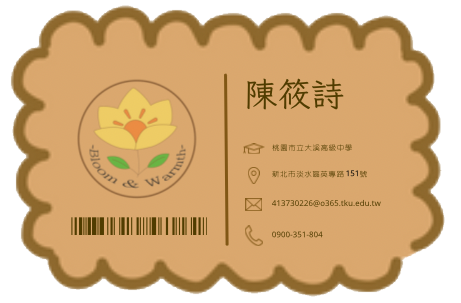 Bloom & Warmth
陳筱詩
桃園市立大溪高級中學
新北市淡水區英專路151號
413730226@o365.tku.edu.tw
0900-351-804